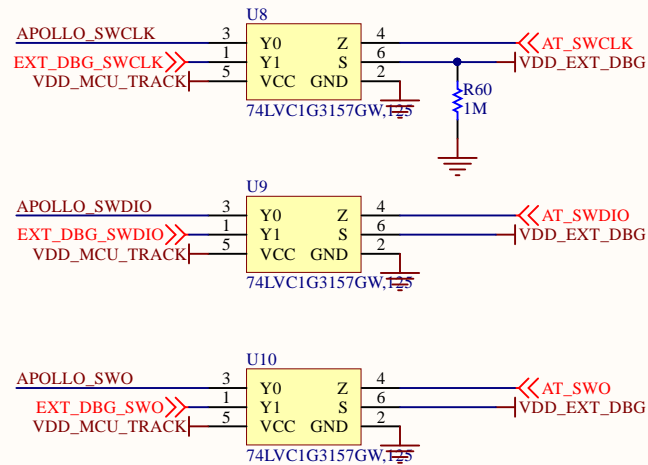 U8
APOLLO_SWCLK 3 Y0 Z 4 AT_SWCLK
EXT_DBG_SWCLK 1 Y1 S 6 VDD_EXT_DBG
VDD_MCU_TRACK 5 VCC GND 2
R60
1M
74LVC1G3157GW,125
U9
APOLLO_SWDIO 3 Y0 Z 4 AT_SWDIO
EXT_DBG_SWDIO 1 Y1 S 6 VDD_EXT_DBG
VDD_MCU_TRACK 5 VCC GND 2
74LVC1G3157GW,125
U10
APOLLO_SWO 3 Y0 Z 4 AT_SWO
EXT_DBG_SWO 1 Y1 S 6 VDD_EXT_DBG
VDD_MCU_TRACK 5 VCC GND 2
74LVC1G3157GW,125